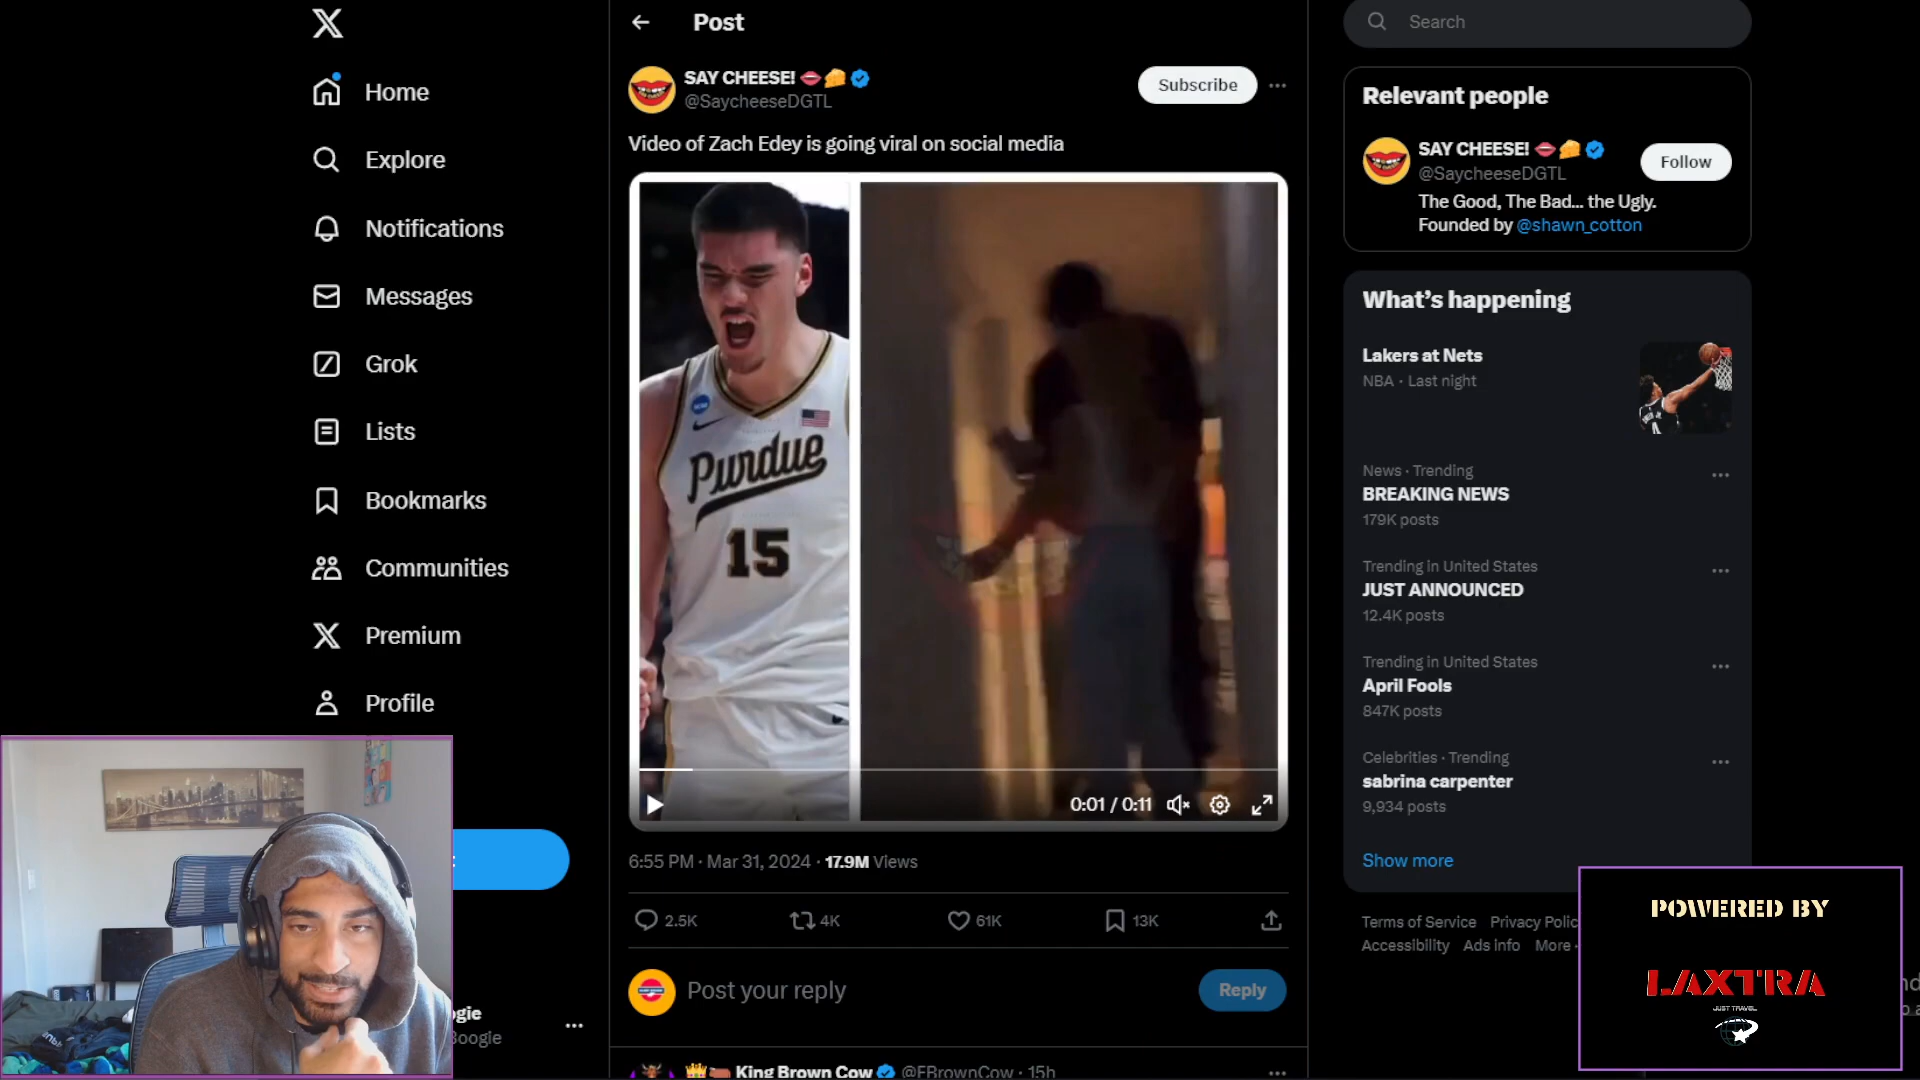 Home
Explore
Notifications
Messages
Grok
Lists
Bookmarks
Communities
Premium
Profile
Post
SAY CHEESE!
@SaycheeseDGTL
Subscribe
Video of Zach Edey is going viral on social media
Purdue
15
0:01 / 0:11
6:55 PM · Mar 31, 2024 · 17.9M Views
2.5K
4K
61K
13K
Post your reply
Reply
King Brown Cow @FBrownCow · 15h
Search
Relevant people
SAY CHEESE!
@SaycheeseDGTL
Follow
The Good, The Bad... the Ugly.
Founded by @shawn_cotton
What's happening
Lakers at Nets
NBA · Last night
News · Trending
BREAKING NEWS
179K posts
Trending in United States
JUST ANNOUNCED
12.4K posts
Trending in United States
April Fools
847K posts
Celebrities · Trending
sabrina carpenter
9,934 posts
Show more
Terms of Service Privacy Polic
Accessibility Ads info More
POWERED BY
LAXTRA
JUST TRAVEL